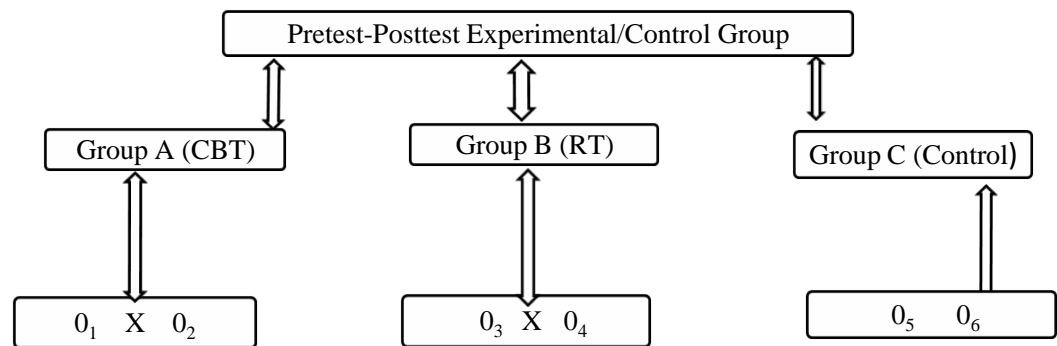 Pretest-Posttest Experimental/Control Group
Group A (CBT)
Group B (RT)
Group C (Control)
0₁ X 0₂
0₃ X 0₄
0₅ 0₆